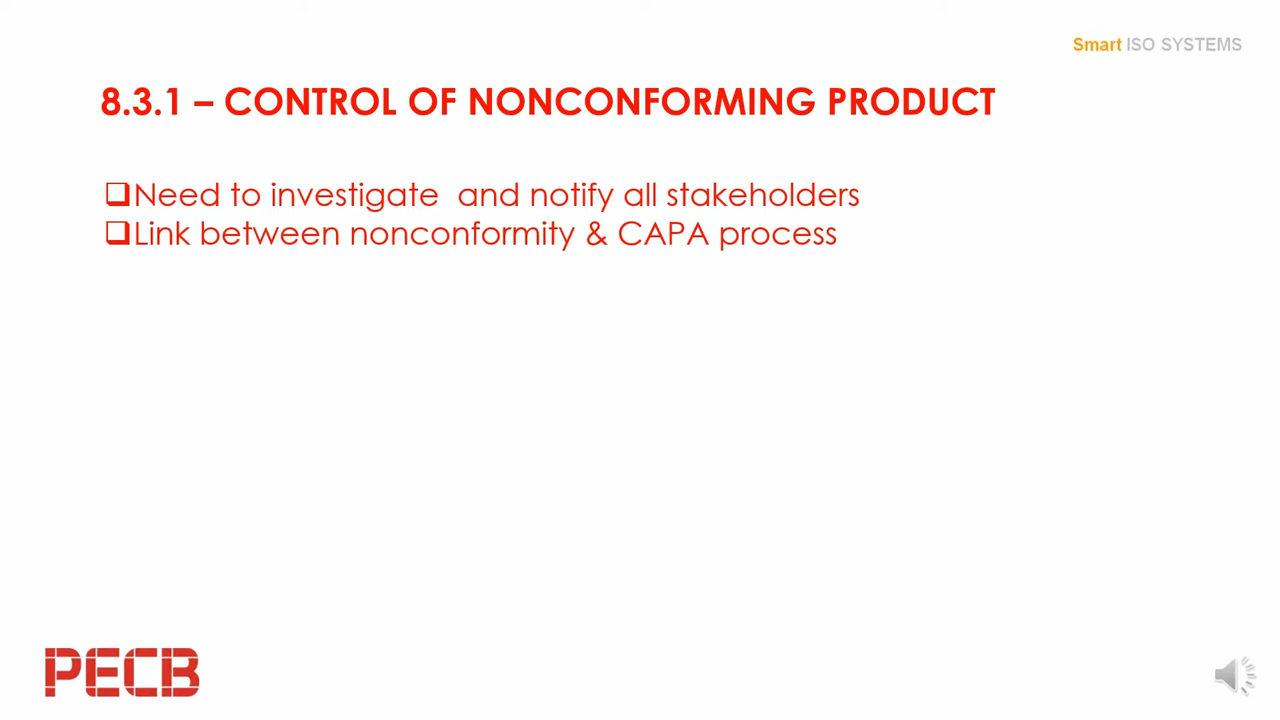 Smart ISO SYSTEMS
8.3.1 – CONTROL OF NONCONFORMING PRODUCT
Need to investigate  and notify all stakeholders
Link between nonconformity & CAPA process
PECB